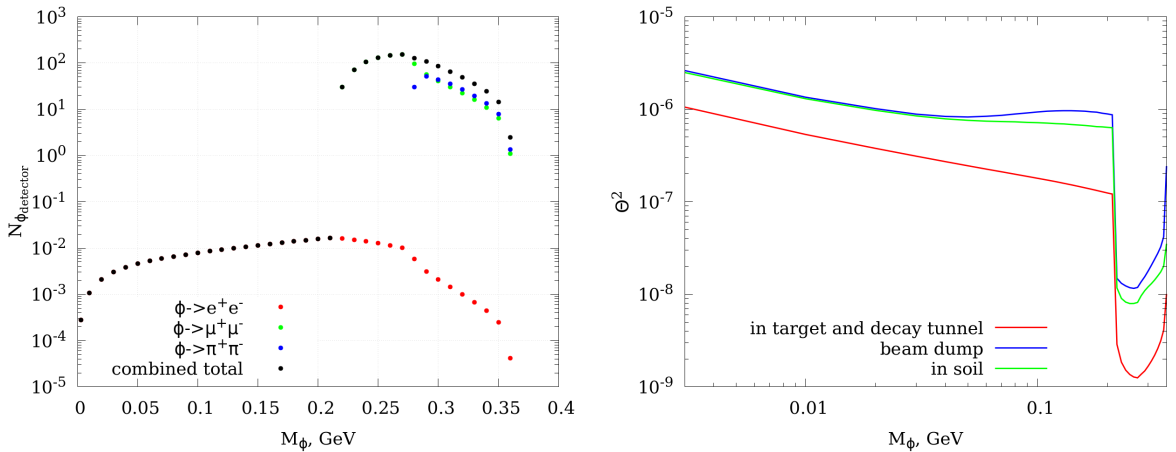 10^3
10^2
10^1
10^0
10^-1
10^-2
10^-3
10^-4
10^-5
N_ϕ_detector
ϕ->e^+e^-
ϕ->μ^+μ^-
ϕ->π^+π^-
combined total
0 0.05 0.1 0.15 0.2 0.25 0.3 0.35 0.4
M_ϕ, GeV
10^-5
10^-6
10^-7
10^-8
10^-9
Θ^2
in target and decay tunnel
beam dump
in soil
0.01 0.1
M_ϕ, GeV